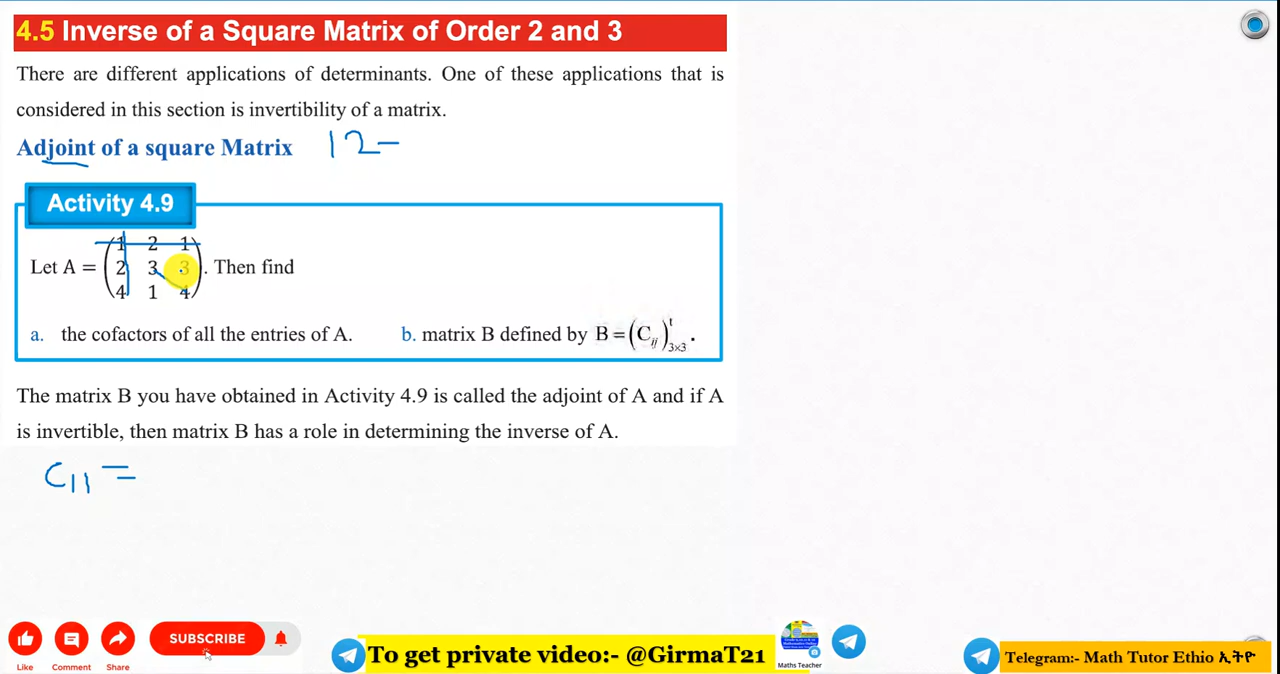 4.5 Inverse of a Square Matrix of Order 2 and 3
There are different applications of determinants. One of these applications that is
considered in this section is invertibility of a matrix.
Adjoint of a square Matrix 12-
Activity 4.9
1 2 1
Let A = 2 3 3 . Then find
4 1 4
a. the cofactors of all the entries of A. b. matrix B defined by B = (C_ij)^t_3×3 .
The matrix B you have obtained in Activity 4.9 is called the adjoint of A and if A
is invertible, then matrix B has a role in determining the inverse of A.
C11 =
SUBSCRIBE
Like Comment Share
To get private video:- @GirmaT21
Maths Teacher
Telegram:- Math Tutor Ethio ኢትዮ